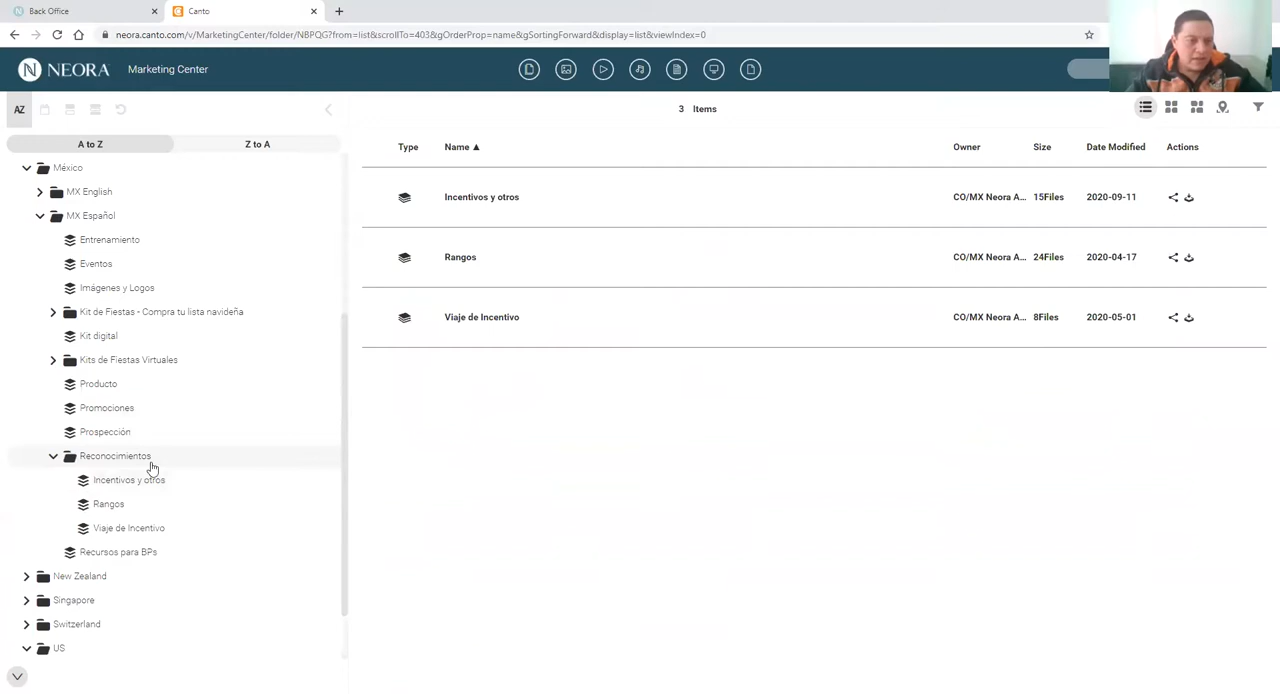 Back Office
Canto
neora.canto.com/v/MarketingCenter/folder/NBPQG?from=list&scrollTo=403&gOrderProp=name&gSortingForward&display=list&viewIndex=0
N NEORA Marketing Center
AZ
A to Z Z to A
3 Items
México
MX English
MX Español
Entrenamiento
Eventos
Imágenes y Logos
Kit de Fiestas - Compra tu lista navideña
Kit digital
Kits de Fiestas Virtuales
Producto
Promociones
Prospección
Reconocimientos
Incentivos y otros
Rangos
Viaje de Incentivo
Recursos para BPs
New Zealand
Singapore
Switzerland
US
Type Name ▲ Owner Size Date Modified Actions
Incentivos y otros CO/MX Neora A... 15Files 2020-09-11
Rangos CO/MX Neora A... 24Files 2020-04-17
Viaje de Incentivo CO/MX Neora A... 8Files 2020-05-01